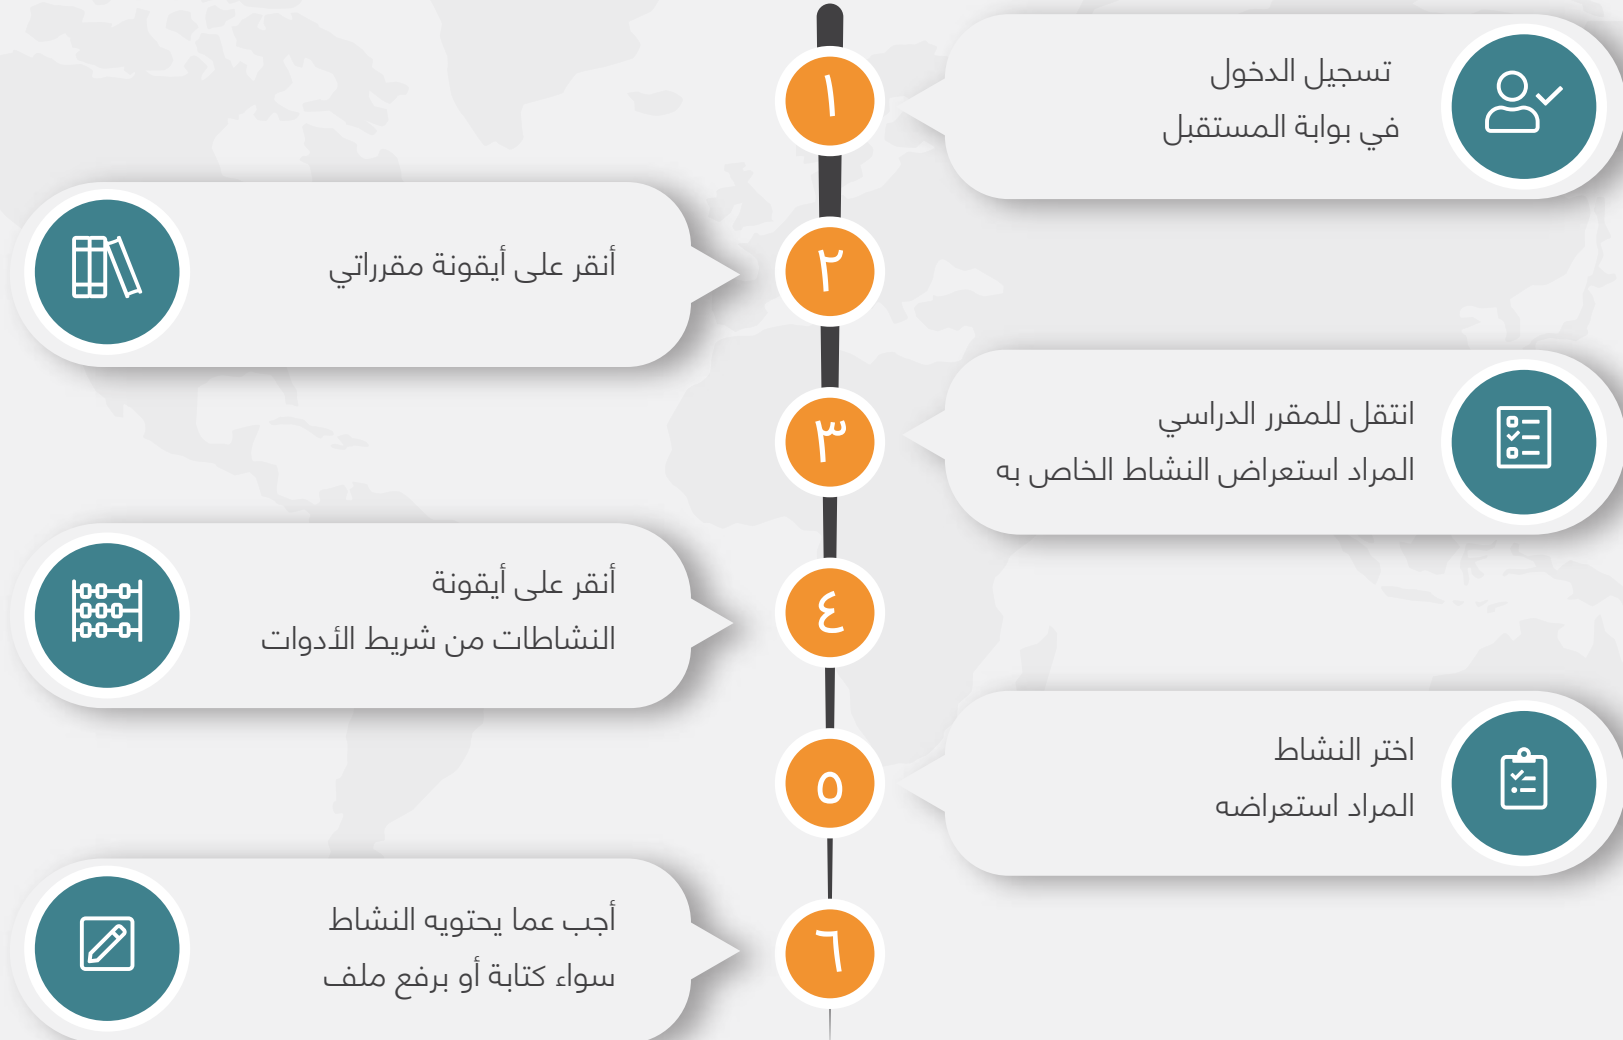 ١
تسجيل الدخول
في بوابة المستقبل
٢
أنقر على أيقونة مقرراتي
٣
انتقل للمقرر الدراسي
المراد استعراض النشاط الخاص به
٤
أنقر على أيقونة
النشاطات من شريط الأدوات
٥
اختر النشاط
المراد استعراضه
٦
أجب عما يحتويه النشاط
سواء كتابة أو برفع ملف